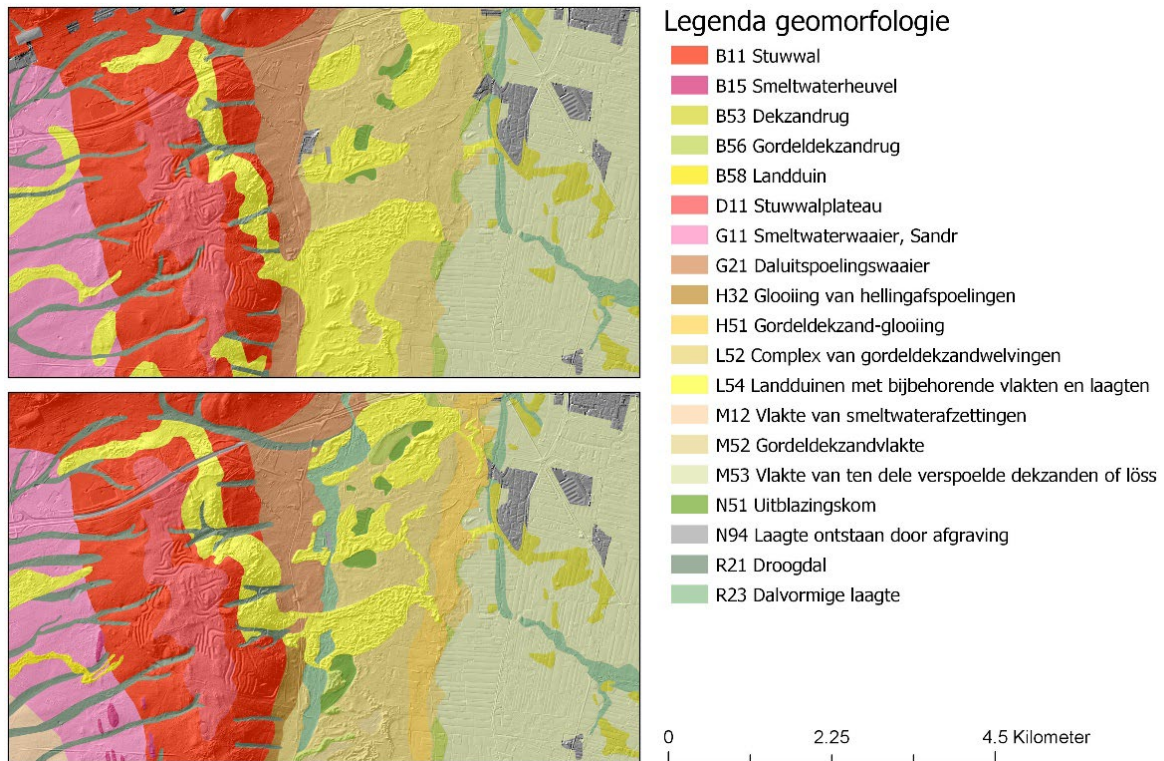 Legenda geomorfologie
B11 Stuwwal
B15 Smeltwaterheuvel
B53 Dekzandrug
B56 Gordeldekzandrug
B58 Landduin
D11 Stuwwalplateau
G11 Smeltwaterwaaier, Sandr
G21 Daluitspoelingswaaier
H32 Glooiing van hellingafspoelingen
H51 Gordeldekzand-glooiing
L52 Complex van gordeldekzandwelvingen
L54 Landduinen met bijbehorende vlakten en laagten
M12 Vlakte van smeltwaterafzettingen
M52 Gordeldekzandvlakte
M53 Vlakte van ten dele verspoelde dekzanden of löss
N51 Uitblazingskom
N94 Laagte ontstaan door afgraving
R21 Droogdal
R23 Dalvormige laagte
0 2.25 4.5 Kilometer